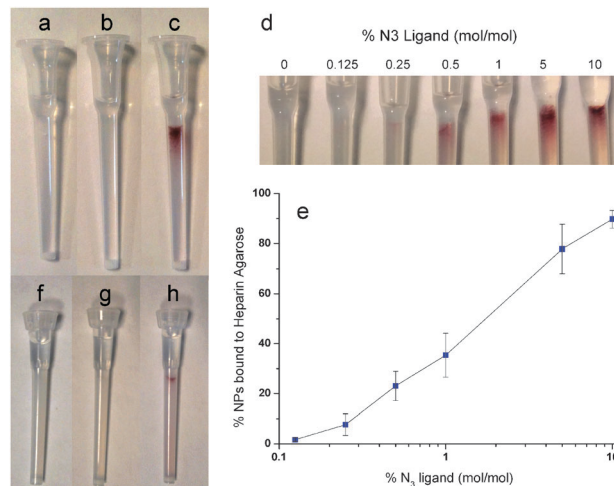 a b c
d
% N3 Ligand (mol/mol)
0 0.125 0.25 0.5 1 5 10
e
100
80
60
40
20
0
% NPs bound to Heparin Agarose
0.1 1 10
% N₃ ligand (mol/mol)
f g h